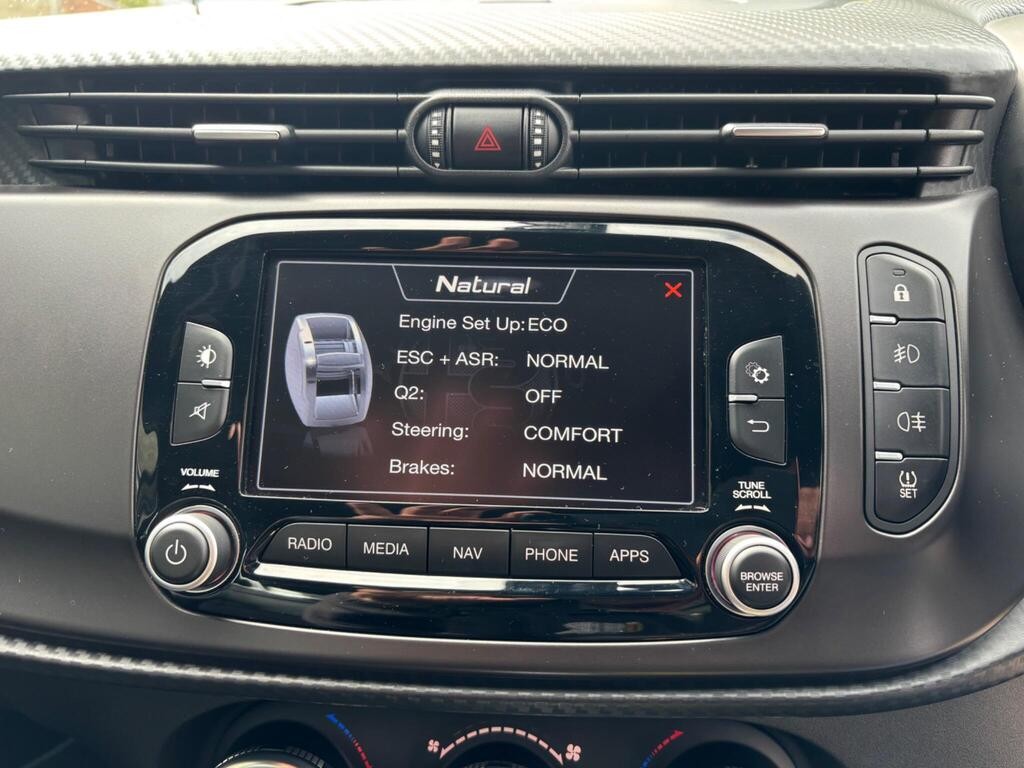 Natural
Engine Set Up: ECO
ESC + ASR: NORMAL
Q2: OFF
Steering: COMFORT
Brakes: NORMAL
VOLUME
TUNE
SCROLL
SET
RADIO
MEDIA
NAV
PHONE
APPS
BROWSE
ENTER